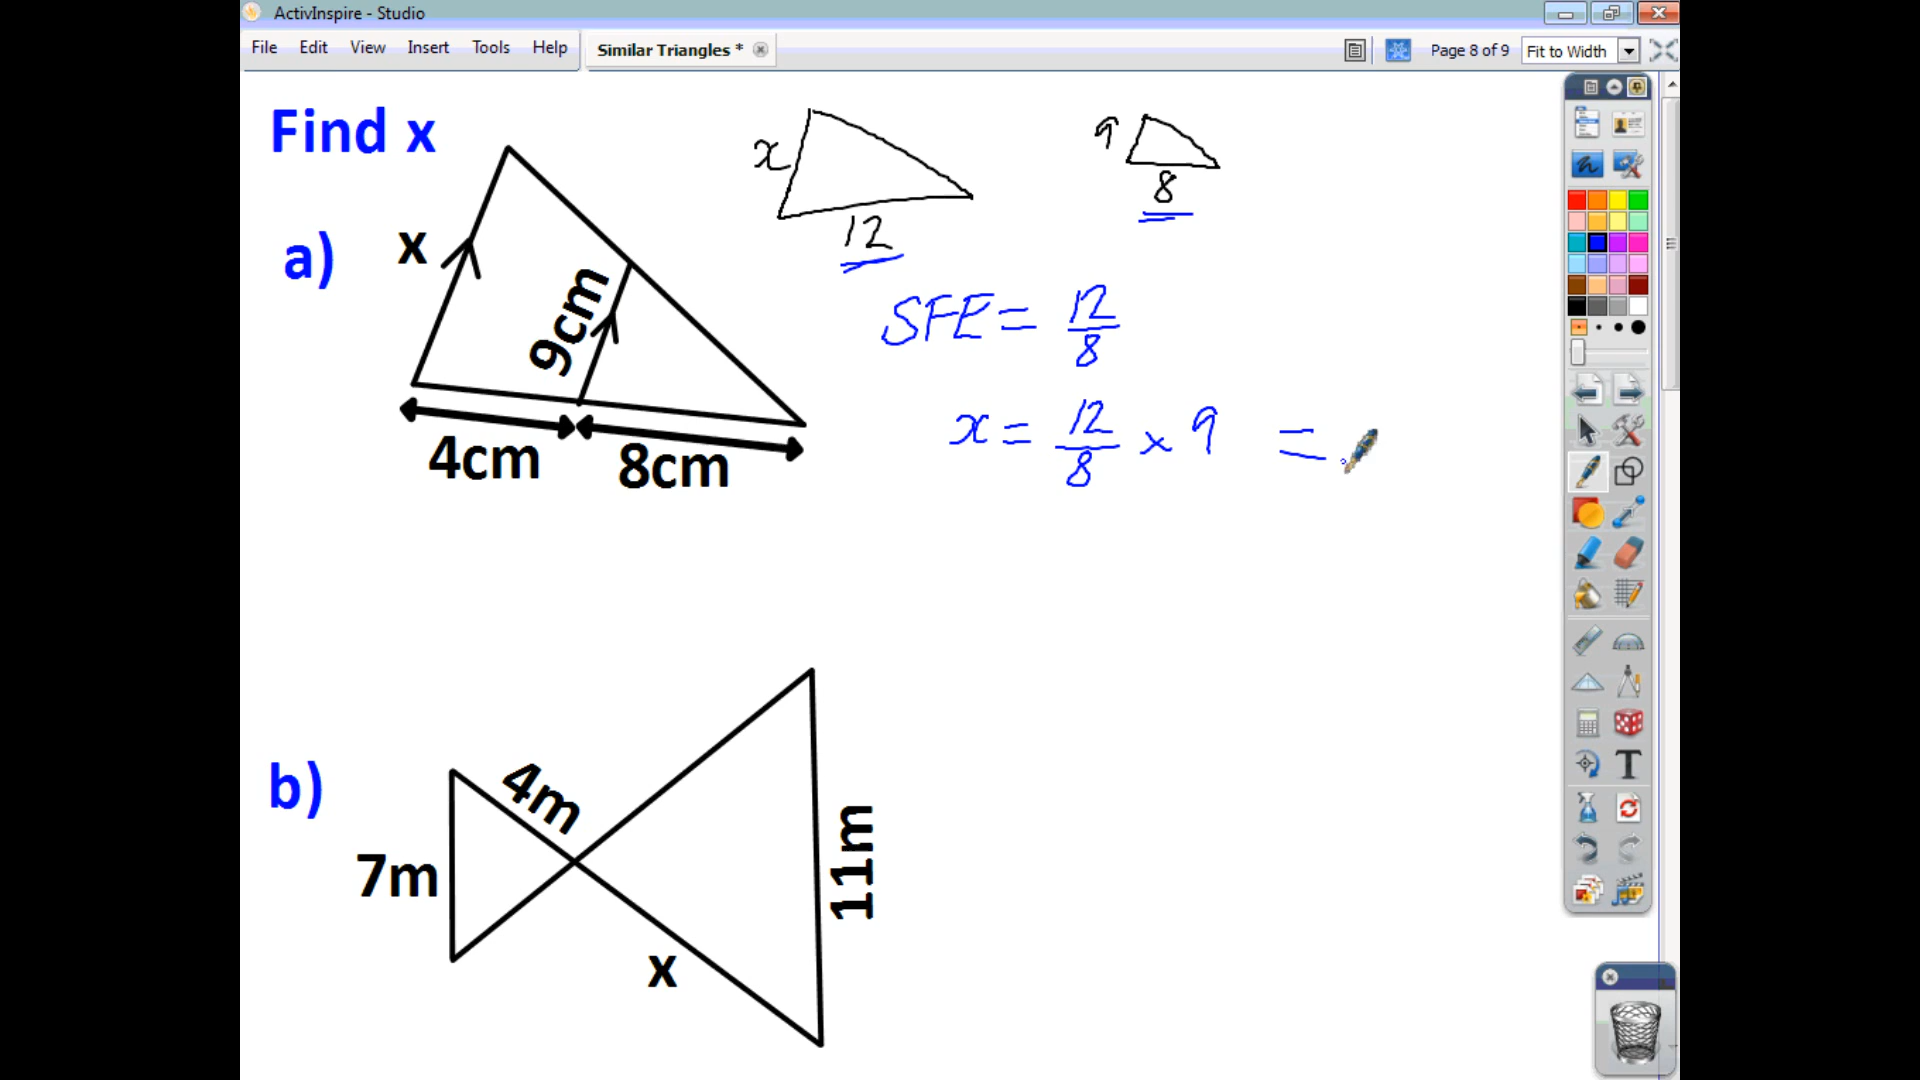 ActivInspire - Studio
File Edit View Insert Tools Help
Similar Triangles *
Page 8 of 9
Fit to Width
Find x
a)
x
9cm
4cm
8cm
x
12
9
8
SFE = 12/8
x = 12/8 × 9 =
b)
4m
7m
11m
x